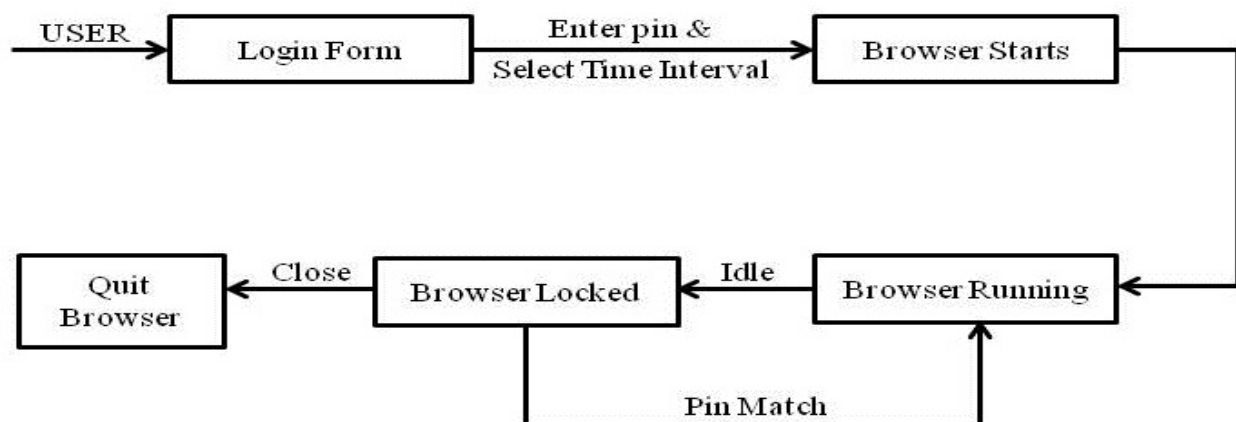 USER
Login Form
Enter pin &
Select Time Interval
Browser Starts
Quit
Browser
Close
Browser Locked
Idle
Browser Running
Pin Match